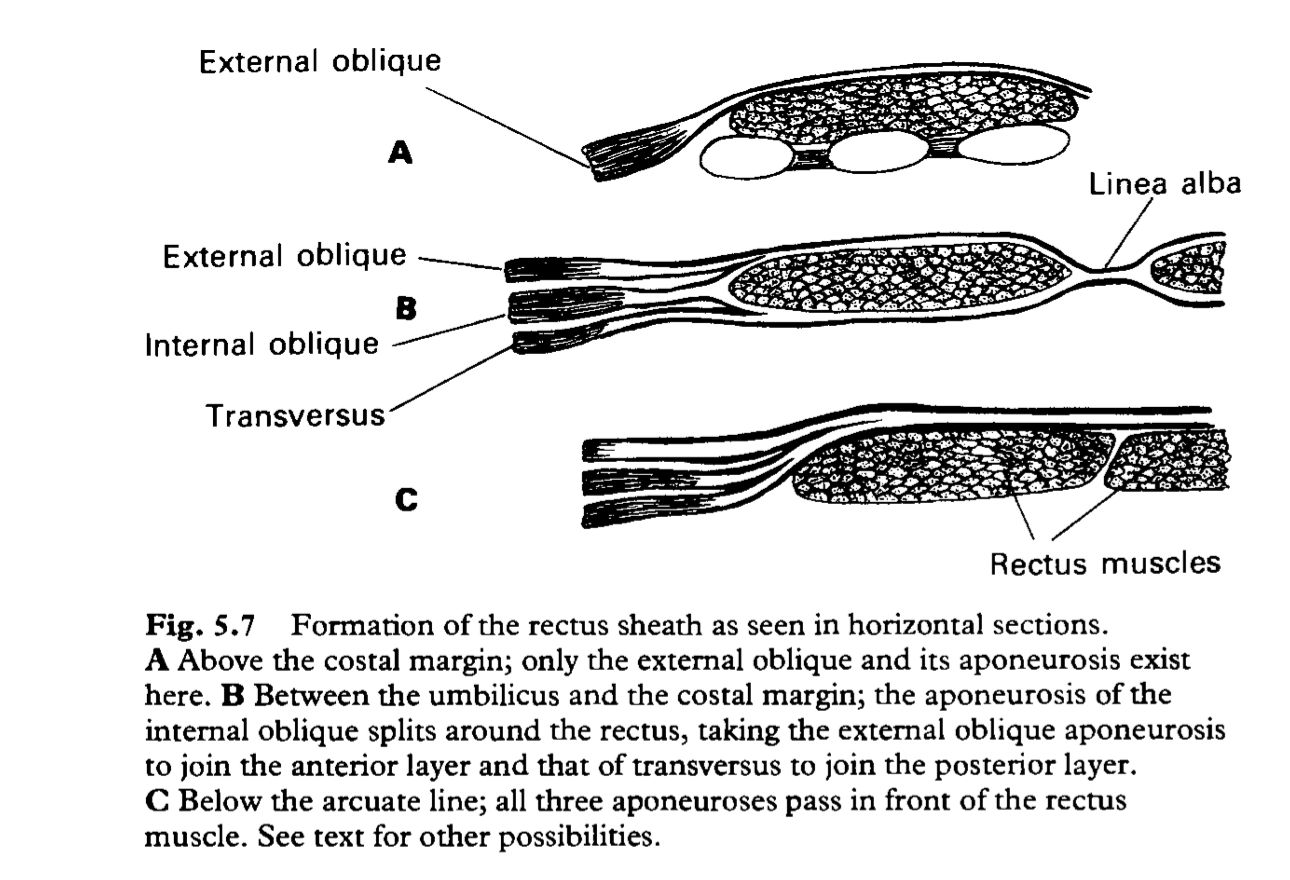 External oblique
A
Linea alba
External oblique
B
Internal oblique
Transversus
C
Rectus muscles
Fig. 5.7 Formation of the rectus sheath as seen in horizontal sections.
A Above the costal margin; only the external oblique and its aponeurosis exist
here. B Between the umbilicus and the costal margin; the aponeurosis of the
internal oblique splits around the rectus, taking the external oblique aponeurosis
to join the anterior layer and that of transversus to join the posterior layer.
C Below the arcuate line; all three aponeuroses pass in front of the rectus
muscle. See text for other possibilities.